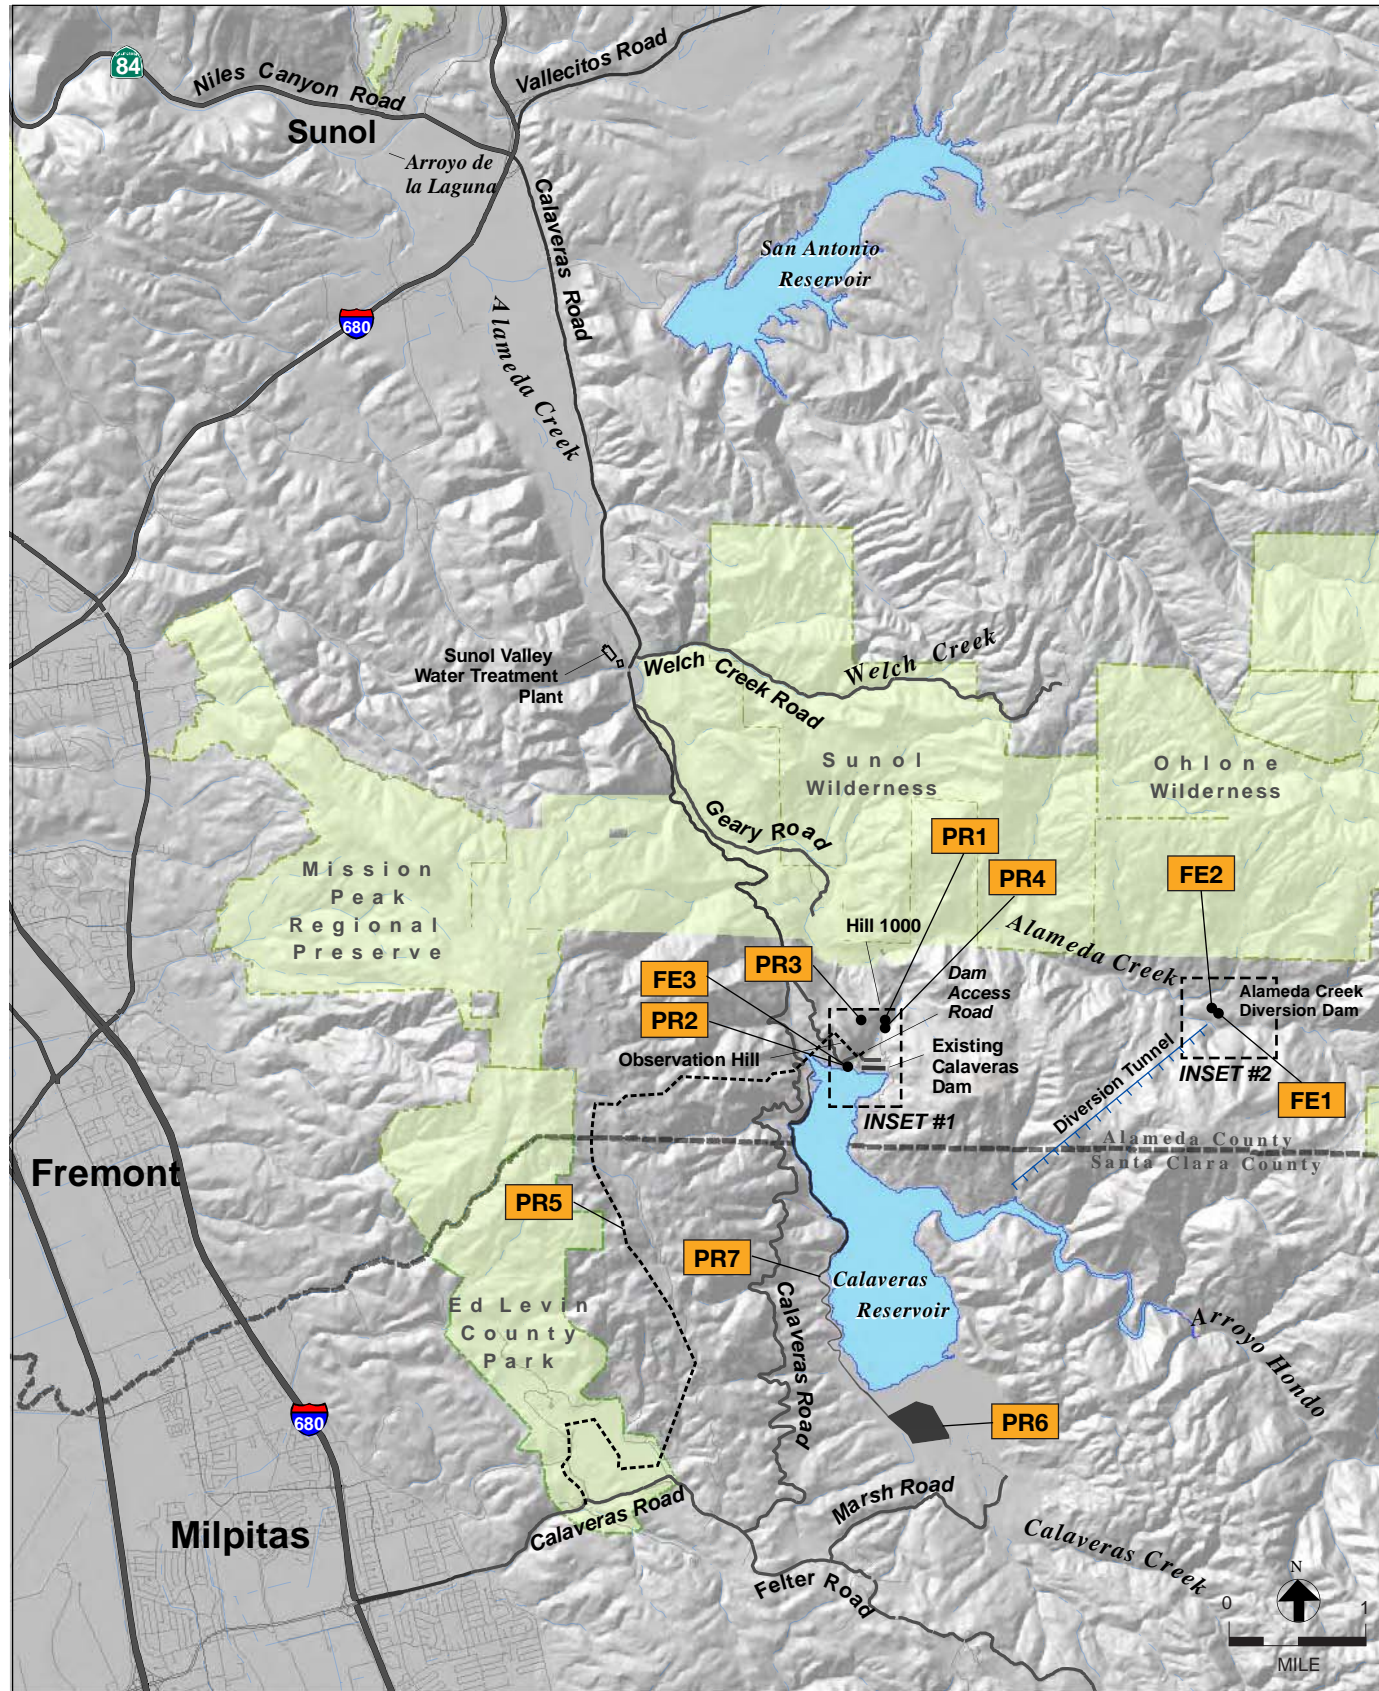 84
Niles Canyon Road
Vallecitos Road
Sunol
Arroyo de
la Laguna
Calaveras Road
San Antonio
Reservoir
680
Alameda Creek
Sunol Valley
Water Treatment
Plant
Welch Creek Road
Welch Creek
Sunol
Wilderness
Ohlone
Wilderness
Geary Road
PR1
PR4
FE2
Mission
Peak
Regional
Preserve
Hill 1000
Alameda Creek
PR3
FE3
PR2
Dam
Access
Road
Alameda Creek
Diversion Dam
Observation Hill
Existing
Calaveras
Dam
Diversion Tunnel
INSET #2
FE1
INSET #1
Alameda County
Santa Clara County
Fremont
PR5
PR7
Calaveras
Reservoir
Calaveras Road
Ed Levin
County
Park
Arroyo Hondo
680
PR6
Marsh Road
Calaveras Road
Milpitas
Calaveras Creek
Felter Road
N
0 1
MILE